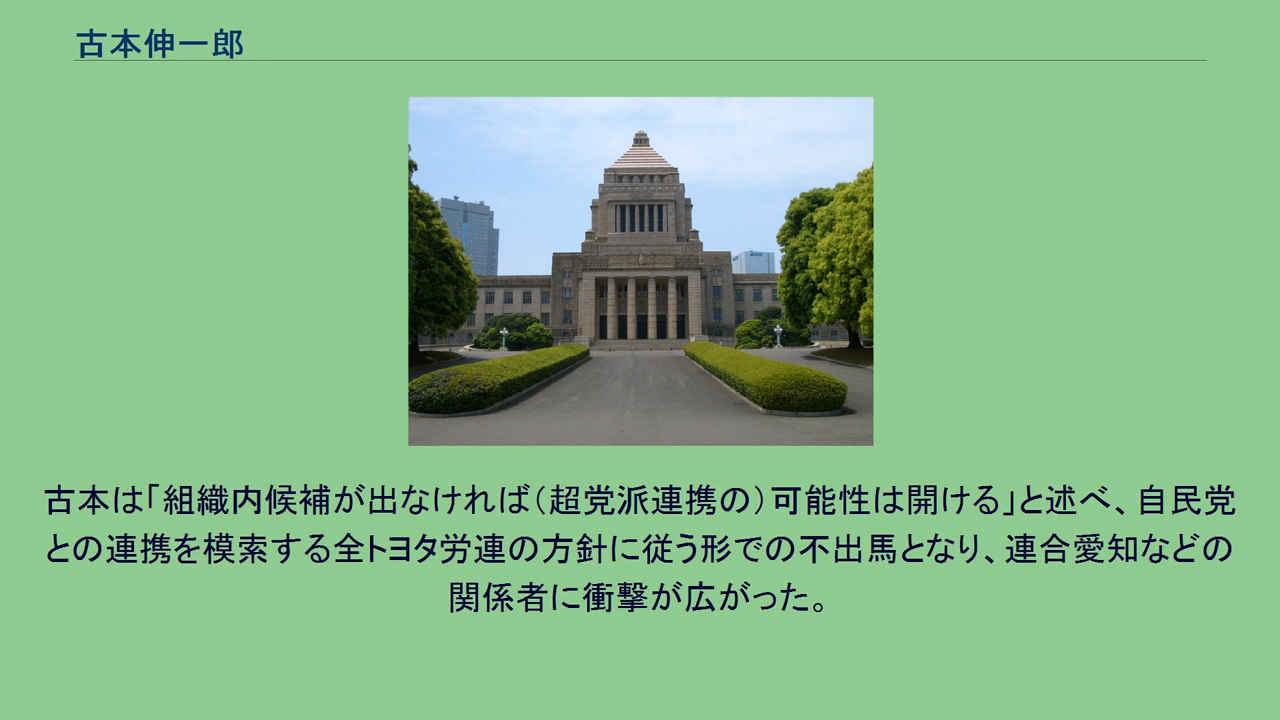 古本伸一郎
古本は「組織内候補が出なければ（超党派連携の）可能性は開ける」と述べ、自民党
との連携を模索する全トヨタ労連の方針に従う形での不出馬となり、連合愛知などの
関係者に衝撃が広がった。